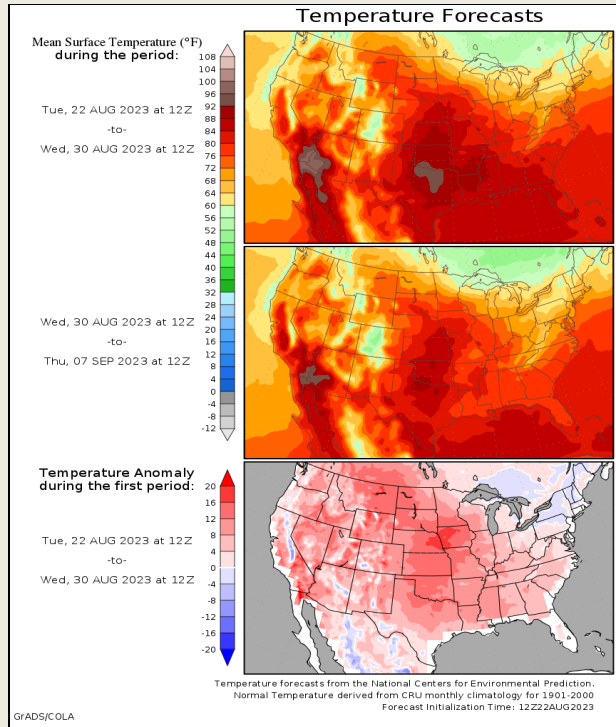 Temperature Forecasts
Mean Surface Temperature (°F)
during the period:
Tue, 22 AUG 2023 at 12Z
-to-
Wed, 30 AUG 2023 at 12Z
108
104
100
96
92
88
84
80
76
72
68
64
60
56
52
48
44
40
36
32
28
24
20
16
12
8
4
0
-4
-8
-12
Wed, 30 AUG 2023 at 12Z
-to-
Thu, 07 SEP 2023 at 12Z
Temperature Anomaly
during the first period:
Tue, 22 AUG 2023 at 12Z
-to-
Wed, 30 AUG 2023 at 12Z
20
16
12
8
4
0
-4
-8
-12
-16
-20
Temperature forecasts from the National Centers for Environmental Prediction.
Normal Temperature derived from CRU monthly climatology for 1901-2000
Forecast Initialization Time: 12Z22AUG2023
GrADS/COLA